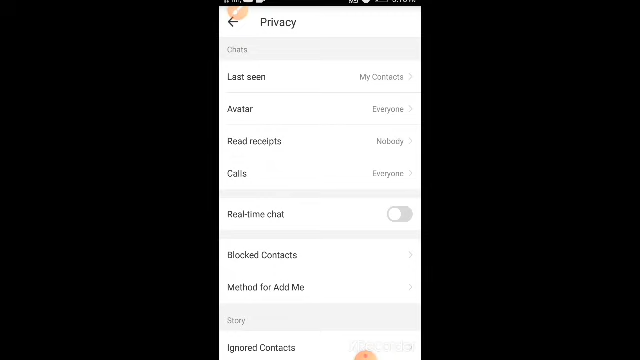 Privacy
Chats
Last seen My Contacts
Avatar Everyone
Read receipts Nobody
Calls Everyone
Real-time chat
Blocked Contacts
Method for Add Me
Story
Ignored Contacts